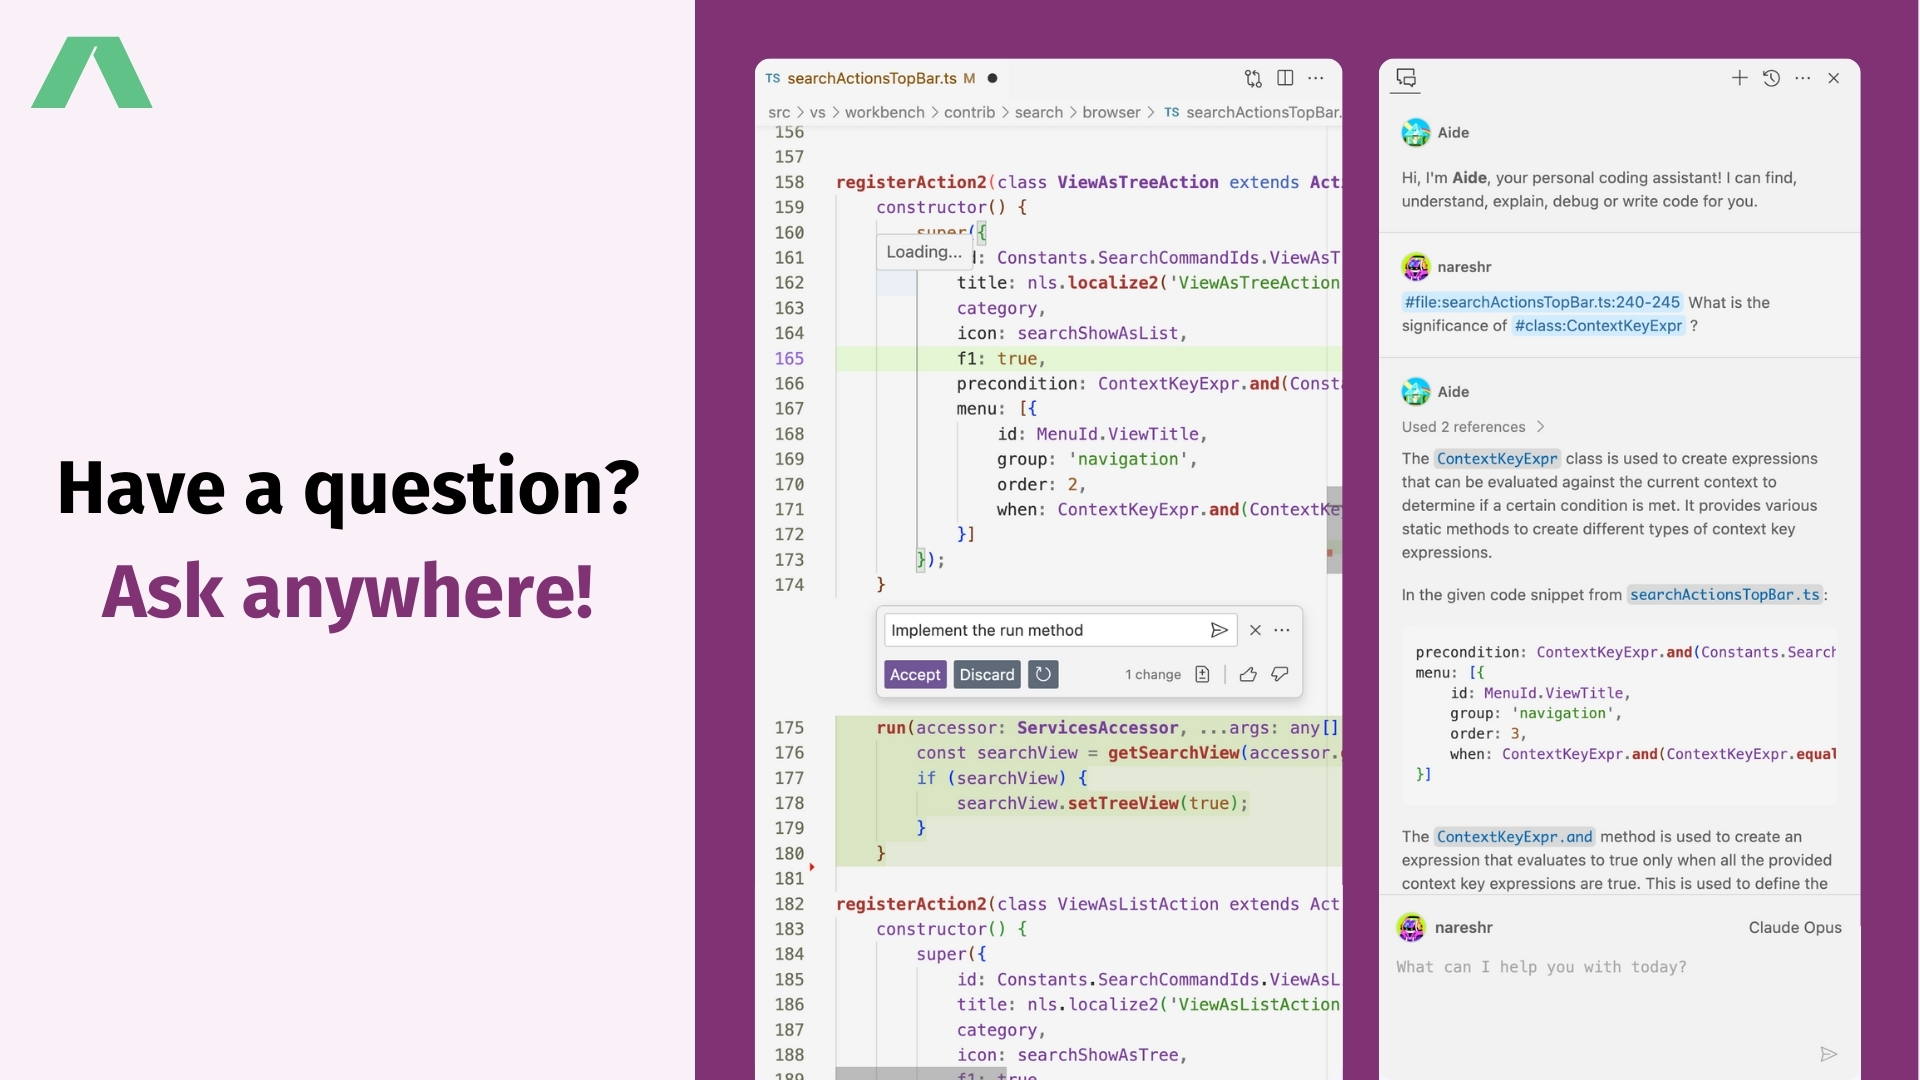 Have a question?
Ask anywhere!
TS searchActionsTopBar.ts M
src > vs > workbench > contrib > search > browser > TS searchActionsTopBar.
156
157
158 registerAction2(class ViewAsTreeAction extends Act
159 constructor() {
160 super({
Loading...
161 d: Constants.SearchCommandIds.ViewAsT
162 title: nls.localize2('ViewAsTreeAction
163 category,
164 icon: searchShowAsList,
165 f1: true,
166 precondition: ContextKeyExpr.and(Const
167 menu: [{
168 id: MenuId.ViewTitle,
169 group: 'navigation',
170 order: 2,
171 when: ContextKeyExpr.and(ContextKe
172 }]
173 });
174 }
Implement the run method
Accept Discard 1 change
175 run(accessor: ServicesAccessor, ...args: any[]
176 const searchView = getSearchView(accessor.
177 if (searchView) {
178 searchView.setTreeView(true);
179 }
180 }
181
182 registerAction2(class ViewAsListAction extends Act
183 constructor() {
184 super({
185 id: Constants.SearchCommandIds.ViewAsL
186 title: nls.localize2('ViewAsListAction
187 category,
188 icon: searchShowAsTree,
189 f1: true
Aide
Hi, I'm Aide, your personal coding assistant! I can find,
understand, explain, debug or write code for you.
nareshr
#file:searchActionsTopBar.ts:240-245 What is the
significance of #class:ContextKeyExpr ?
Aide
Used 2 references >
The ContextKeyExpr class is used to create expressions
that can be evaluated against the current context to
determine if a certain condition is met. It provides various
static methods to create different types of context key
expressions.
In the given code snippet from searchActionsTopBar.ts:
precondition: ContextKeyExpr.and(Constants.Search
menu: [{
id: MenuId.ViewTitle,
group: 'navigation',
order: 3,
when: ContextKeyExpr.and(ContextKeyExpr.equal
}]
The ContextKeyExpr.and method is used to create an
expression that evaluates to true only when all the provided
context key expressions are true. This is used to define the
nareshr Claude Opus
What can I help you with today?